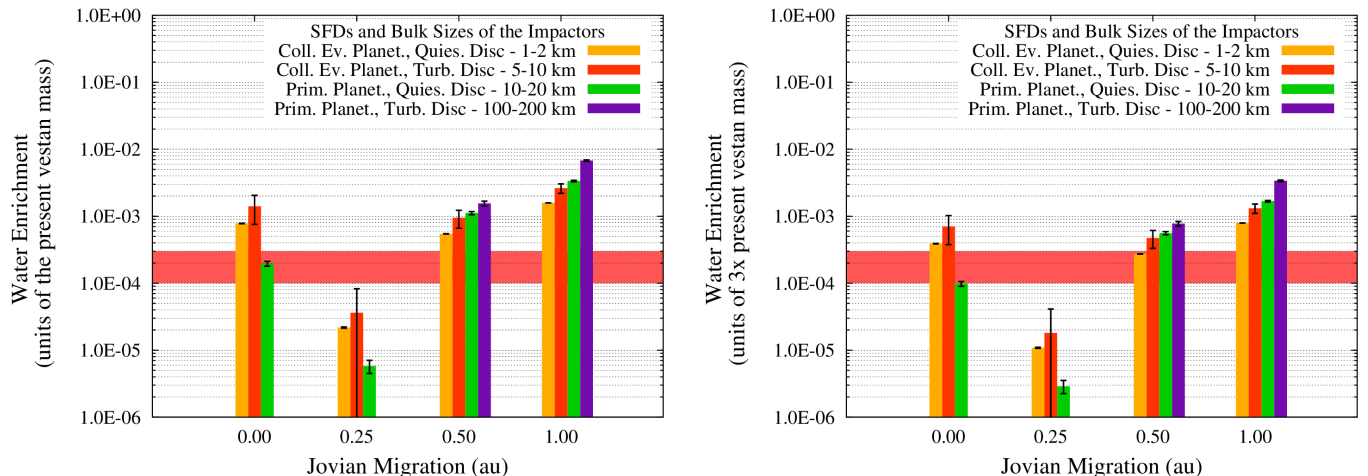 1.0E+00
1.0E-01
1.0E-02
1.0E-03
1.0E-04
1.0E-05
1.0E-06
Water Enrichment
(units of the present vestan mass)
SFDs and Bulk Sizes of the Impactors
Coll. Ev. Planet., Quies. Disc - 1-2 km
Coll. Ev. Planet., Turb. Disc - 5-10 km
Prim. Planet., Quies. Disc - 10-20 km
Prim. Planet., Turb. Disc - 100-200 km
0.00 0.25 0.50 1.00
Jovian Migration (au)
1.0E+00
1.0E-01
1.0E-02
1.0E-03
1.0E-04
1.0E-05
1.0E-06
Water Enrichment
(units of 3x present vestan mass)
SFDs and Bulk Sizes of the Impactors
Coll. Ev. Planet., Quies. Disc - 1-2 km
Coll. Ev. Planet., Turb. Disc - 5-10 km
Prim. Planet., Quies. Disc - 10-20 km
Prim. Planet., Turb. Disc - 100-200 km
0.00 0.25 0.50 1.00
Jovian Migration (au)